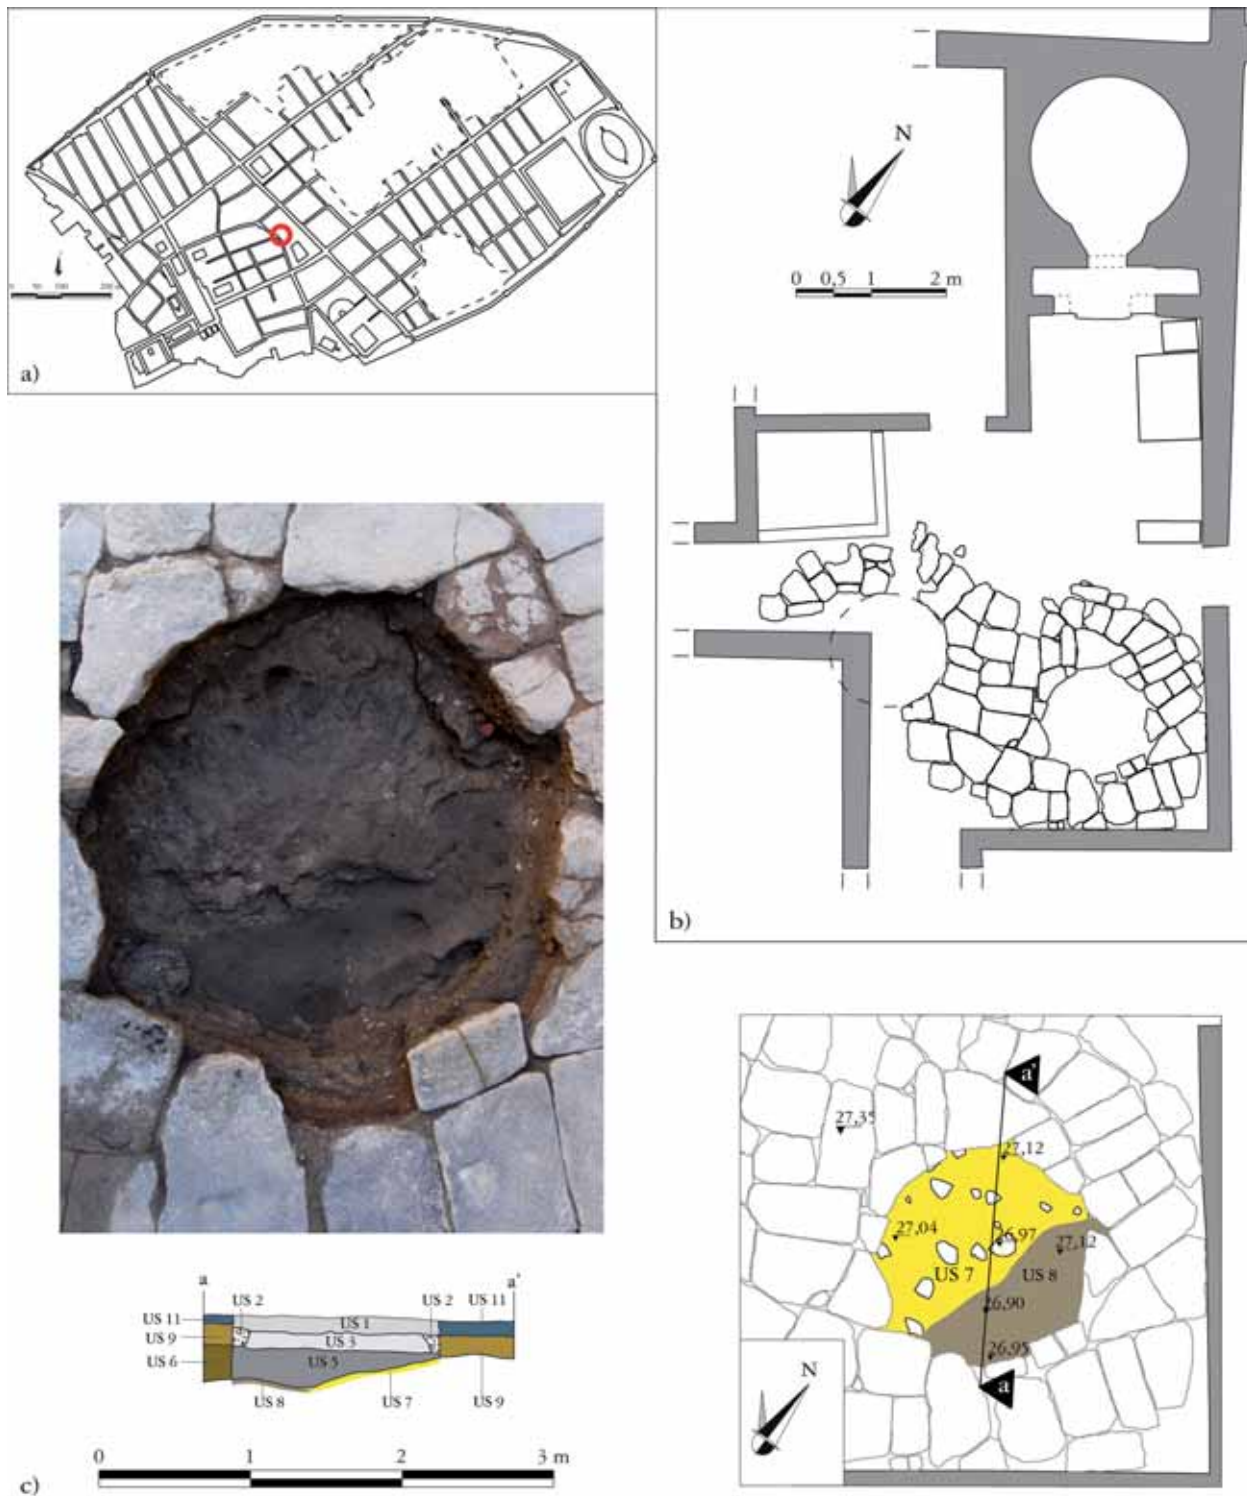 a)
N
0 0,5 1 2 m
b)
a a'
US 2 US 2 US 11
US 11 US 1
US 9 US 3
US 6 US 5
US 8 US 7 US 9
0 1 2 3 m
c)
a'
27,35
27,12
27,04
26,97
27,12
US 7
US 8
26,90
26,95
a
N